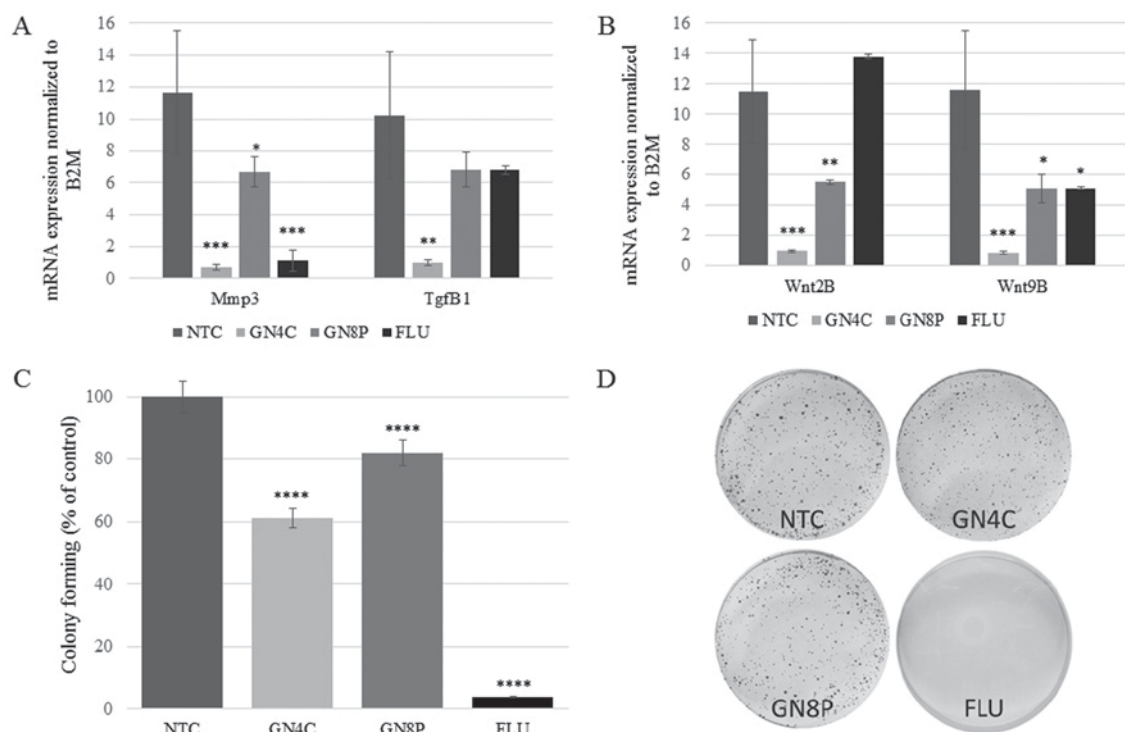 A
mRNA expression normalized to
B2M
16
14
12
10
8
6
4
2
0
***
*
***
**
Mmp3
TgfB1
NTC GN4C GN8P FLU
B
mRNA expression normalized
to B2M
16
14
12
10
8
6
4
2
0
***
**
***
*
*
Wnt2B
Wnt9B
NTC GN4C GN8P FLU
C
Colony forming (% of control)
100
80
60
40
20
0
****
****
****
NTC GN4C GN8P FLU
D
NTC
GN4C
GN8P
FLU